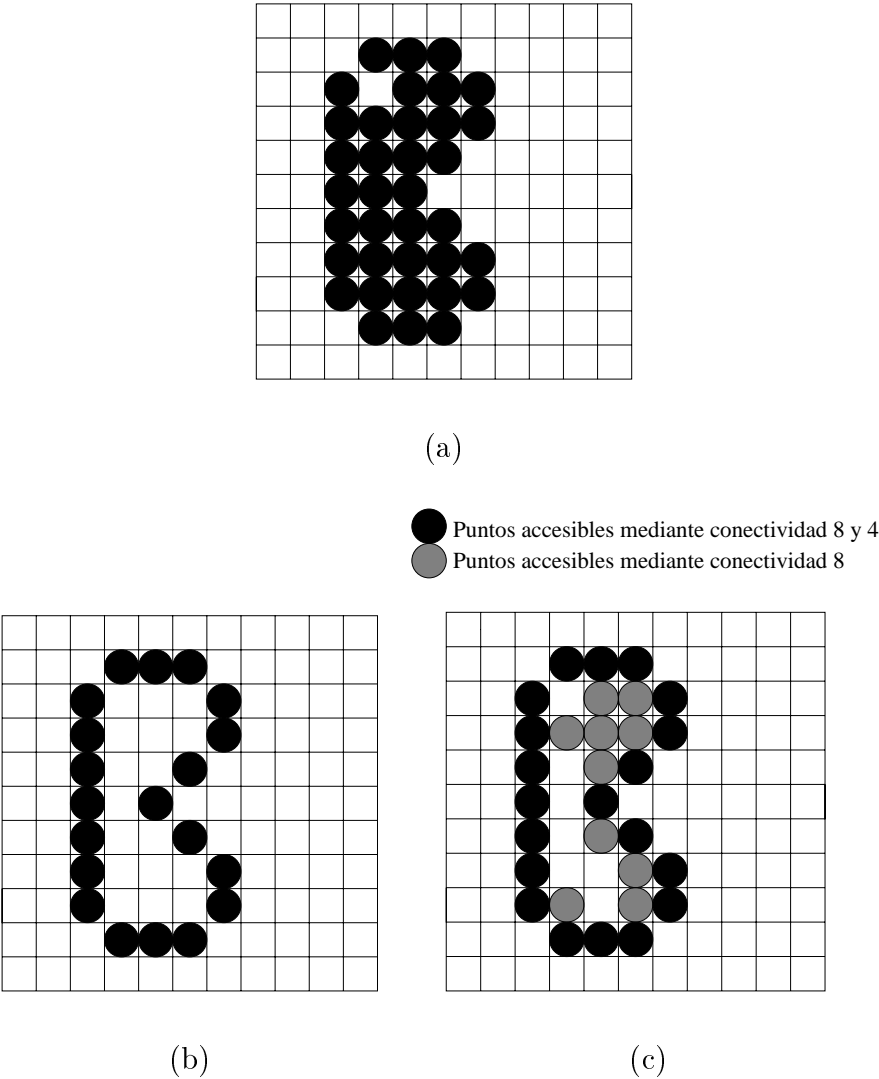 (a)
Puntos accesibles mediante conectividad 8 y 4
Puntos accesibles mediante conectividad 8
(b)
(c)